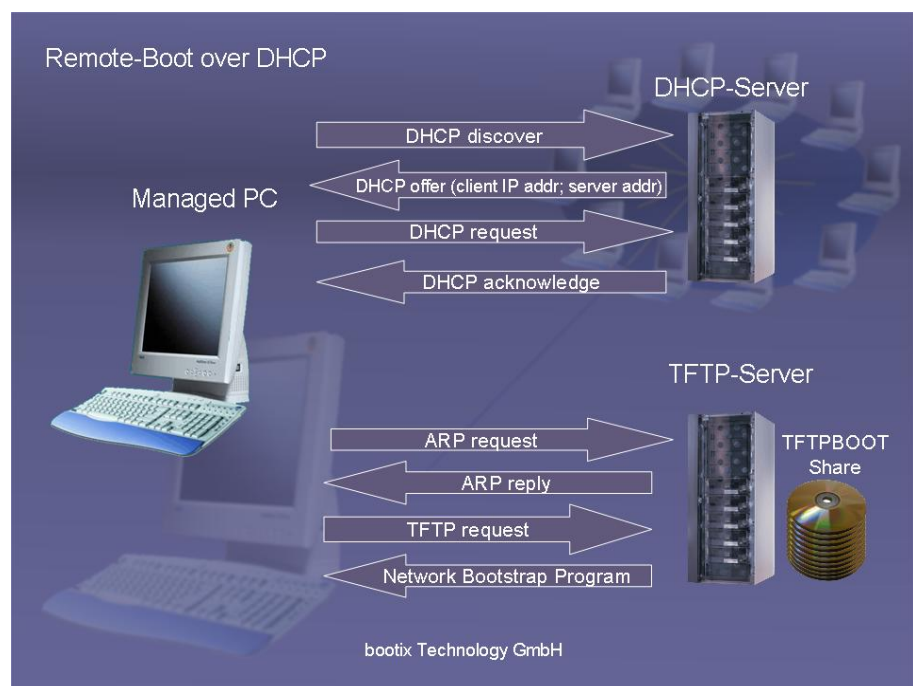 Remote-Boot over DHCP
DHCP-Server
DHCP discover
DHCP offer (client IP addr; server addr)
Managed PC
DHCP request
DHCP acknowledge
TFTP-Server
ARP request
TFTPBOOT
Share
ARP reply
TFTP request
Network Bootstrap Program
bootix Technology GmbH